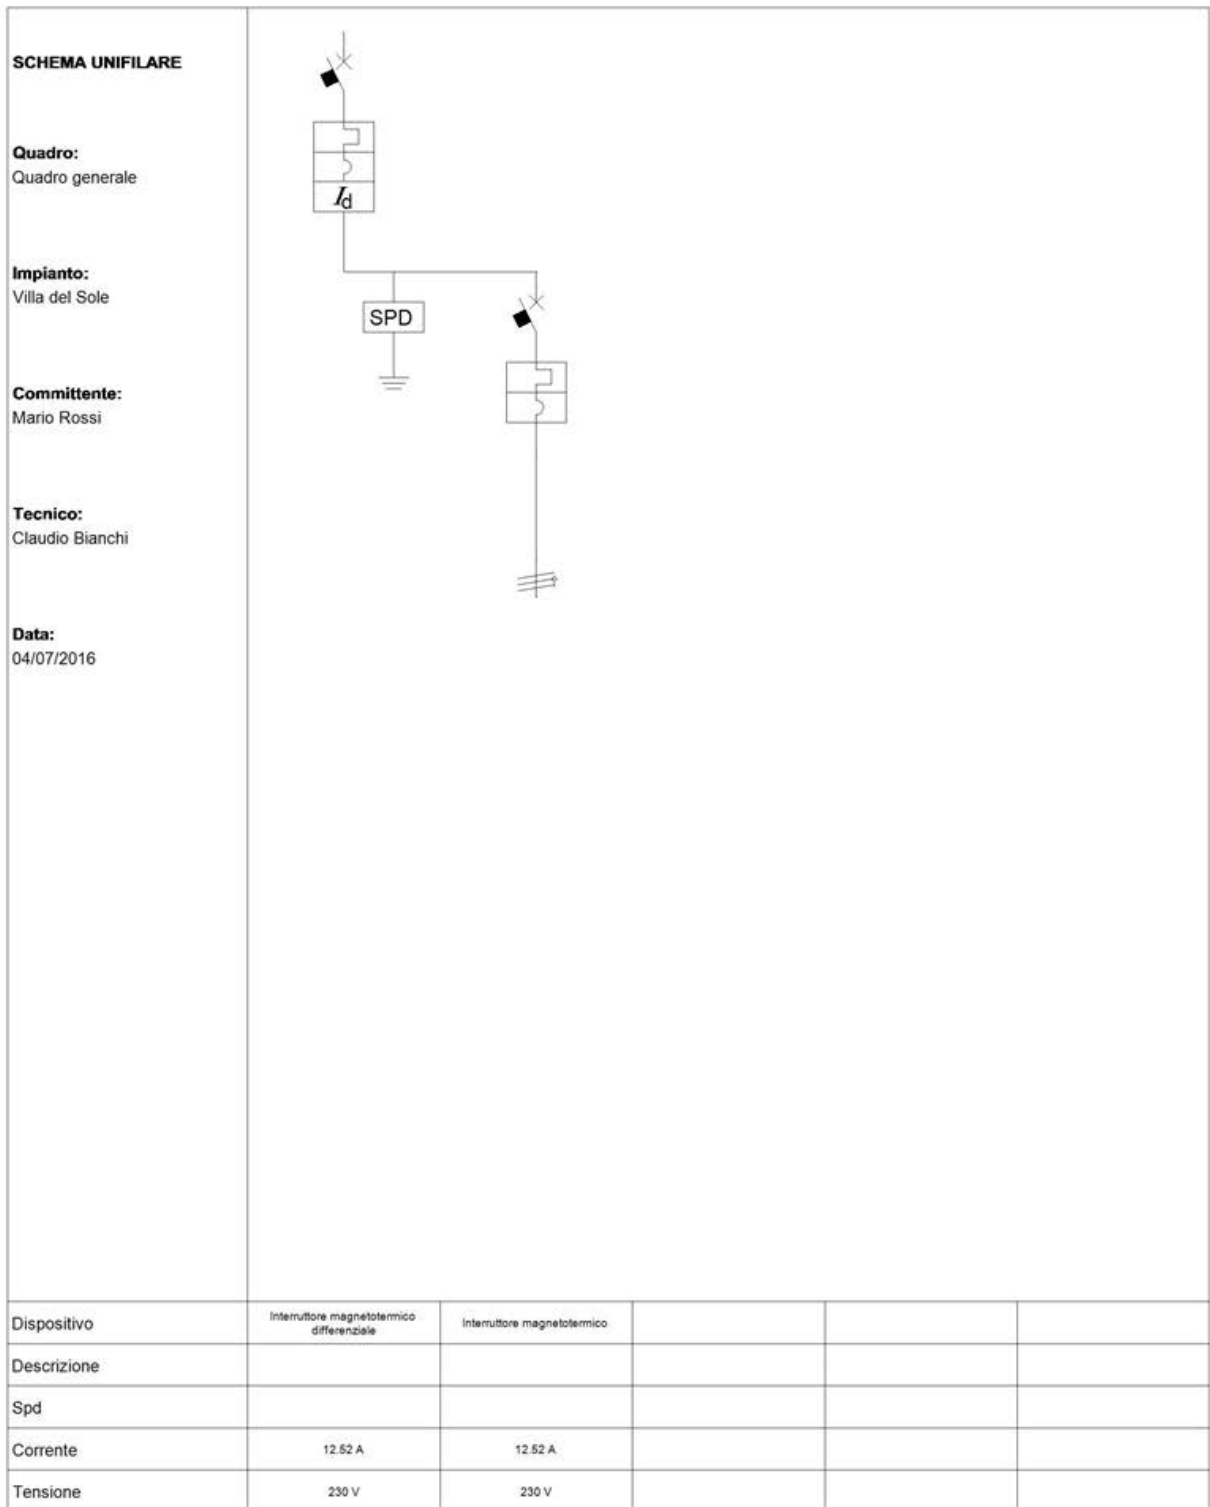 SCHEMA UNIFILARE
Quadro:
Quadro generale
Impianto:
Villa del Sole
Committente:
Mario Rossi
Tecnico:
Claudio Bianchi
Data:
04/07/2016
Id
SPD
Dispositivo
Interruttore magnetotermico
differenziale
Interruttore magnetotermico
Descrizione
Spd
Corrente
12.52 A
12.52 A
Tensione
230 V
230 V